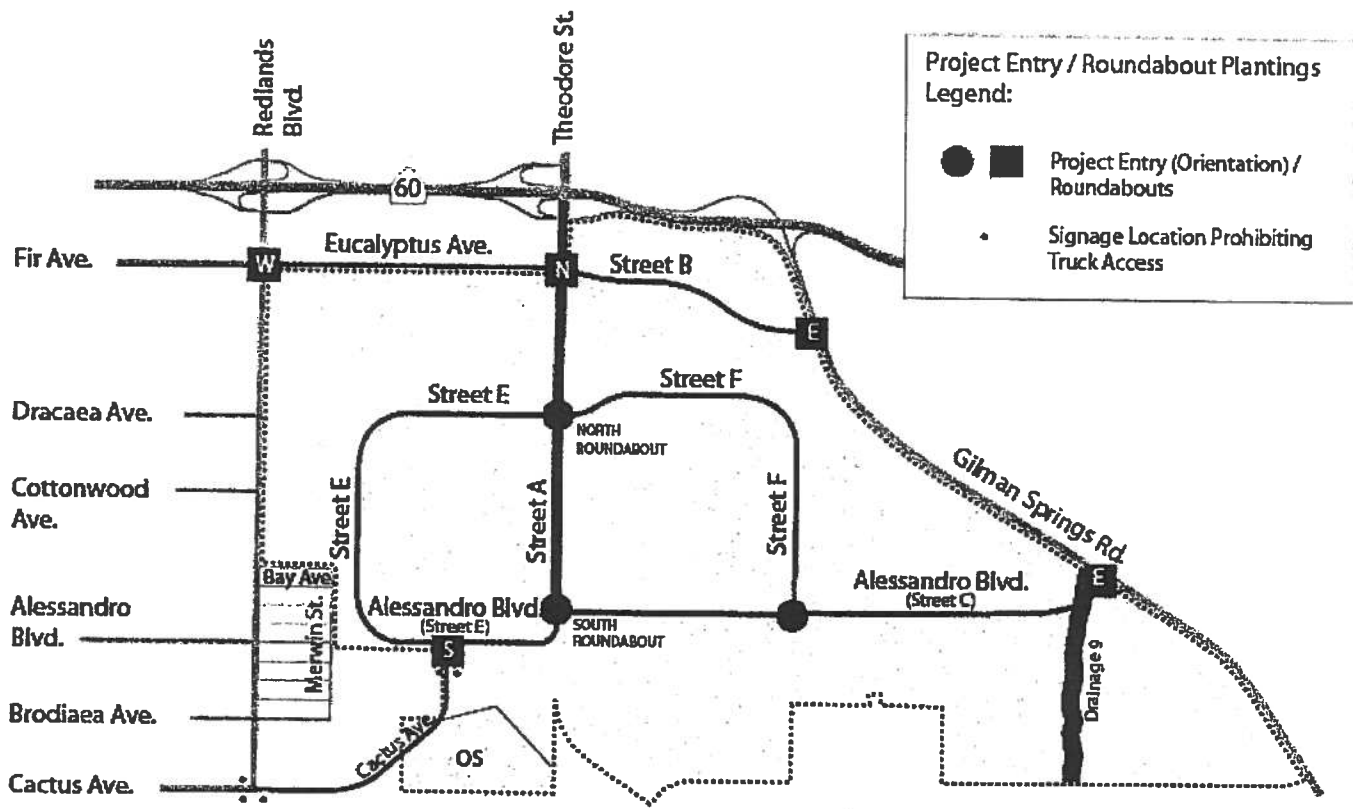 Redlands
Blvd.
Theodore St.
Project Entry / Roundabout Plantings
Legend:
Project Entry (Orientation) /
Roundabouts
Signage Location Prohibiting
Truck Access
60
Fir Ave.
W
Eucalyptus Ave.
N
Street B
E
Dracaea Ave.
Street E
Street F
NORTH
ROUNDABOUT
Cottonwood
Ave.
Street E
Street A
Street F
Gilman Springs Rd.
Bay Ave
E
Alessandro
Blvd.
Merwin St.
Alessandro Blvd.
(Street E)
SOUTH
ROUNDABOUT
Alessandro Blvd.
(Street C)
S
Drainage 9
Brodiaea Ave.
Cactus Ave.
OS
Cactus Ave.